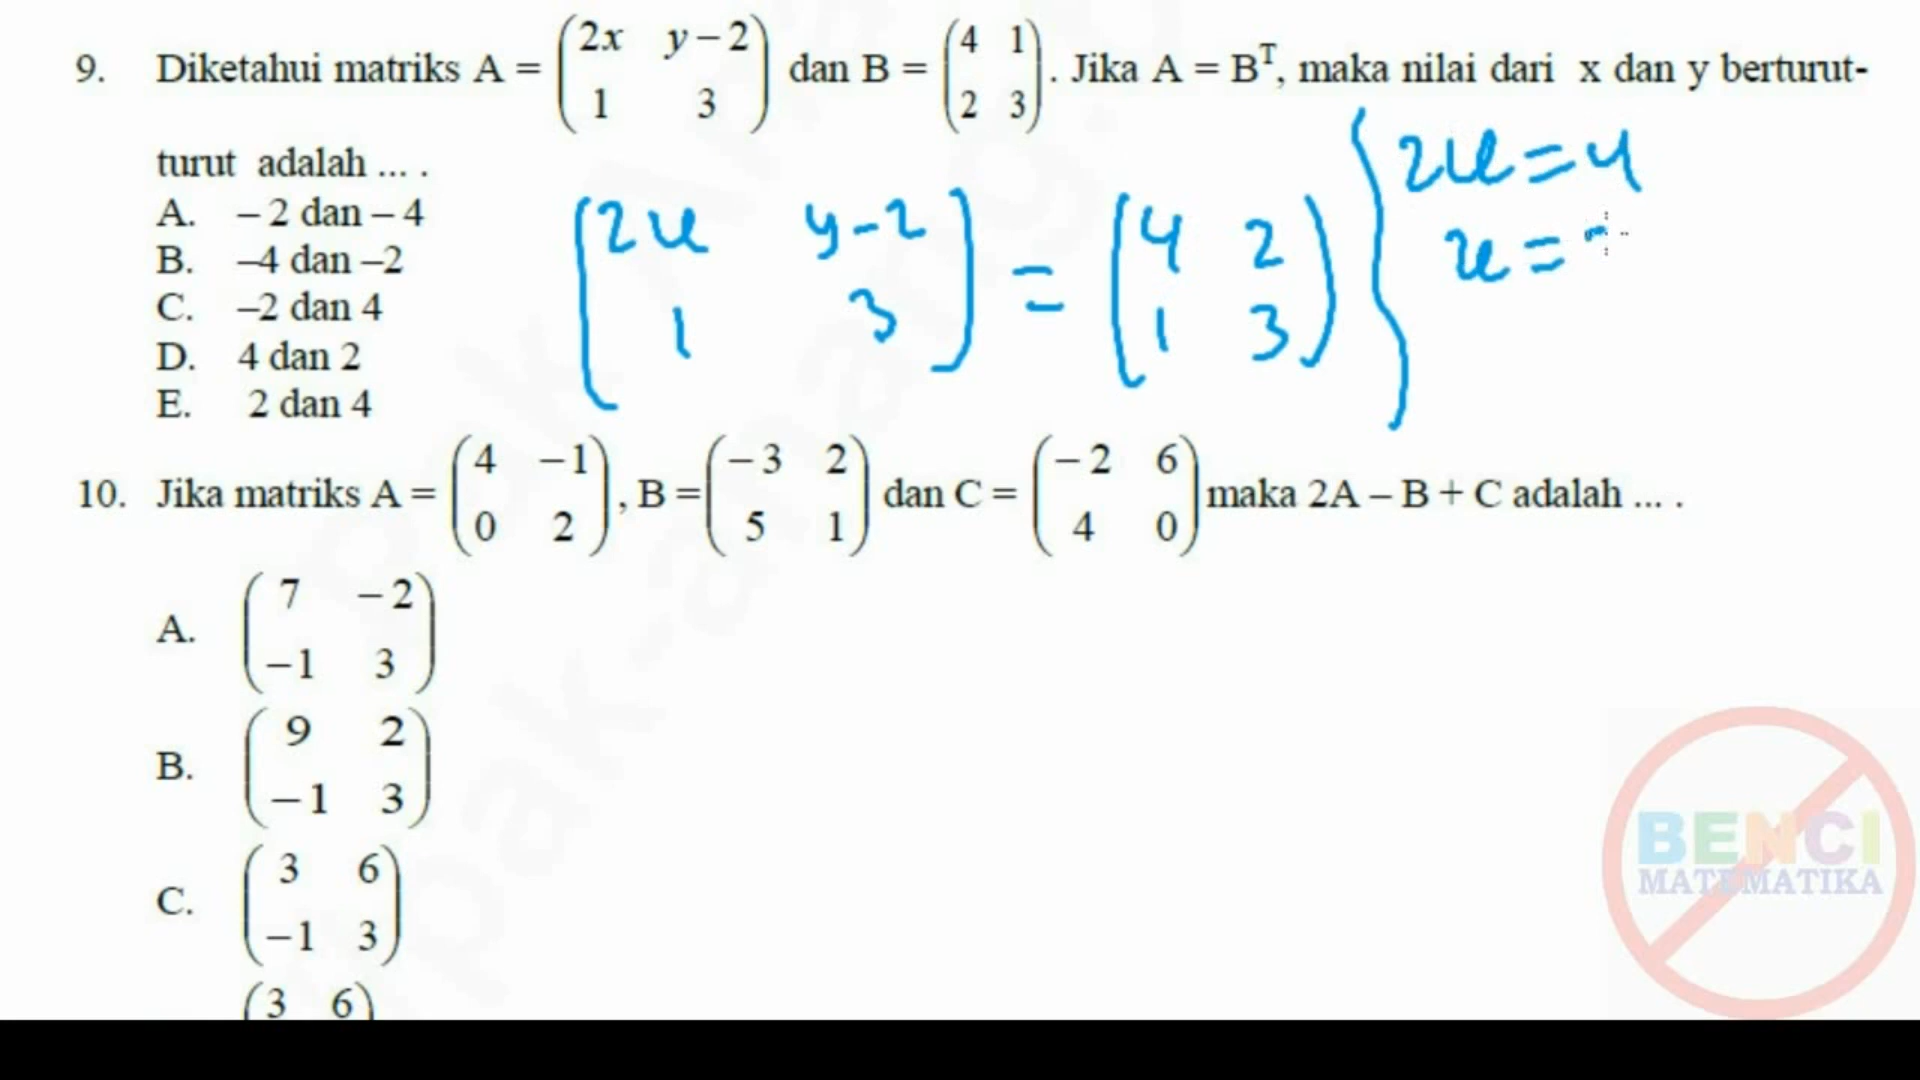 9. Diketahui matriks A = (2x y – 2
1 3) dan B = (4 1
2 3). Jika A = Bᵀ, maka nilai dari x dan y berturut-
turut adalah ... .
A. – 2 dan – 4
B. –4 dan –2
C. –2 dan 4
D. 4 dan 2
E. 2 dan 4
(2x y-2
1 3) = (4 2
1 3)
2x = 4
x =
10. Jika matriks A = (4 –1
0 2), B = (–3 2
5 1) dan C = (–2 6
4 0) maka 2A – B + C adalah ... .
A. (7 –2
–1 3)
B. (9 2
–1 3)
C. (3 6
–1 3)
(3 6)
BENCI
MATEMATIKA